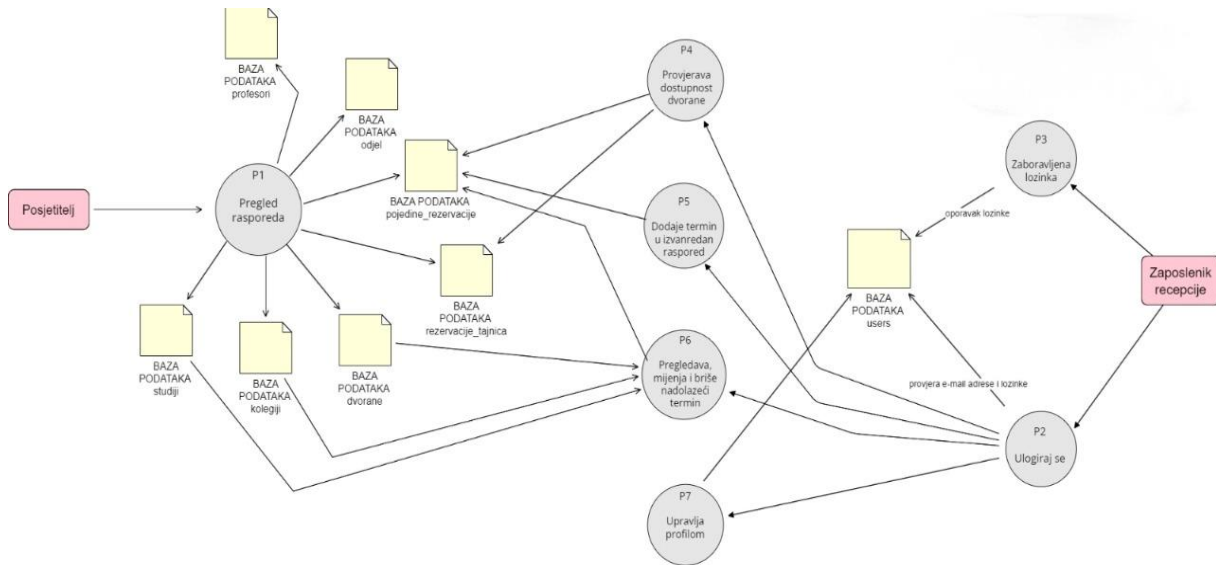 BAZA
PODATAKA
profesori
BAZA
PODATAKA
odjel
P4
Provjerava
dostupnost
dvorane
P3
Zaboravljena
lozinka
P1
Pregled
rasporeda
Posjetitelj
BAZA PODATAKA
pojedine_rezervacije
P5
Dodaje termin
u izvanredan
raspored
oporavak lozinke
BAZA
PODATAKA
users
Zaposlenik
recepcije
BAZA
PODATAKA
rezervacije_tajnica
BAZA
PODATAKA
studiji
BAZA
PODATAKA
kolegiji
BAZA
PODATAKA
dvorane
P6
Pregledava,
mijenja i briše
nadolazeći
termin
provjera e-mail adrese i lozinke
P2
Ulogiraj se
P7
Upravlja
profilom